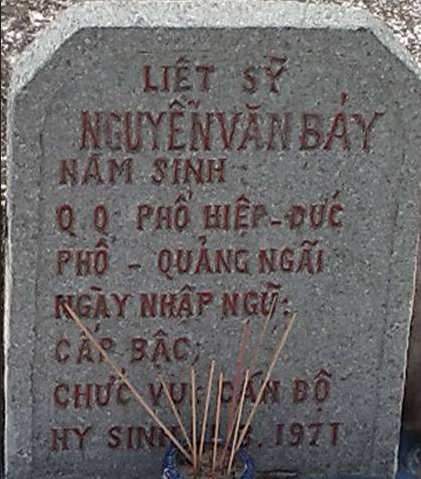 LIỆT SỸ
NGUYỄN VĂN BẢY
NĂM SINH:
Q Q: PHỔ HIỆP-ĐỨC
PHỔ - QUẢNG NGÃI
NGÀY NHẬP NGŨ:
CẤP BẬC:
CHỨC VỤ: CÁN BỘ
HY SINH 1971